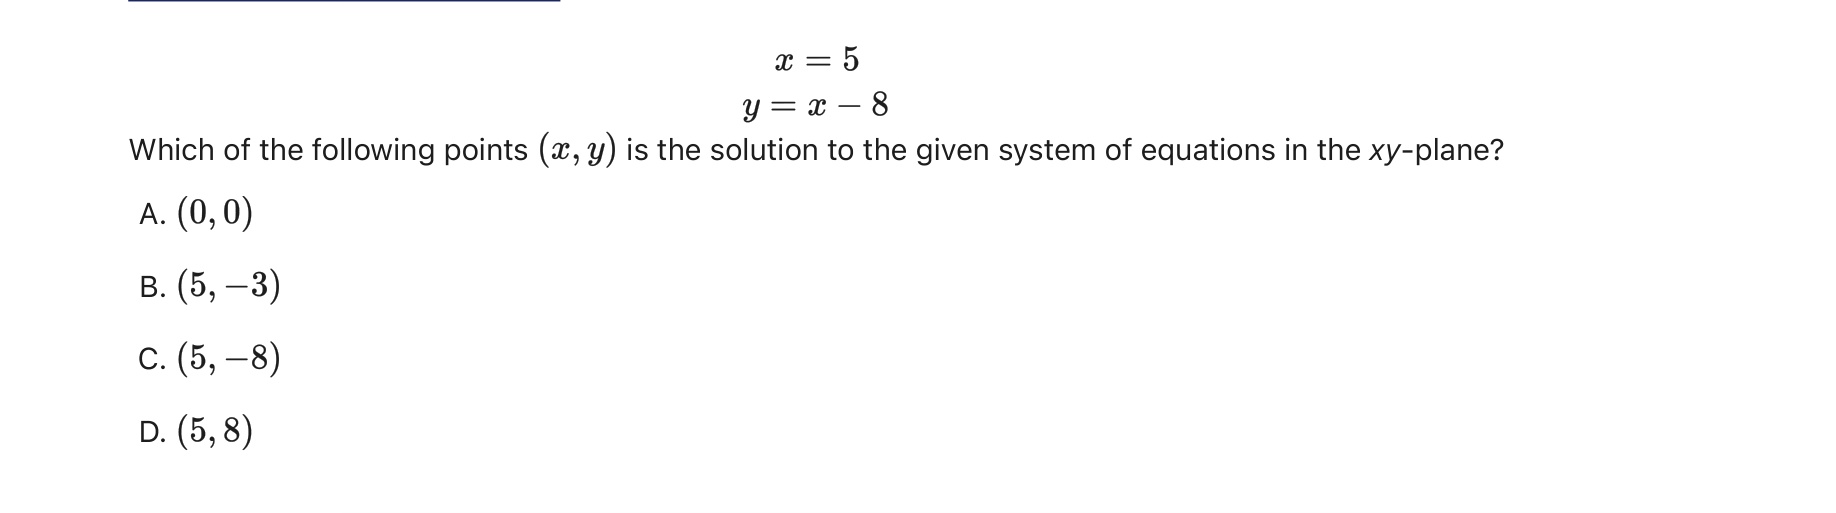 x = 5
y = x − 8
Which of the following points (x, y) is the solution to the given system of equations in the xy-plane?
A. (0, 0)
B. (5, −3)
C. (5, −8)
D. (5, 8)